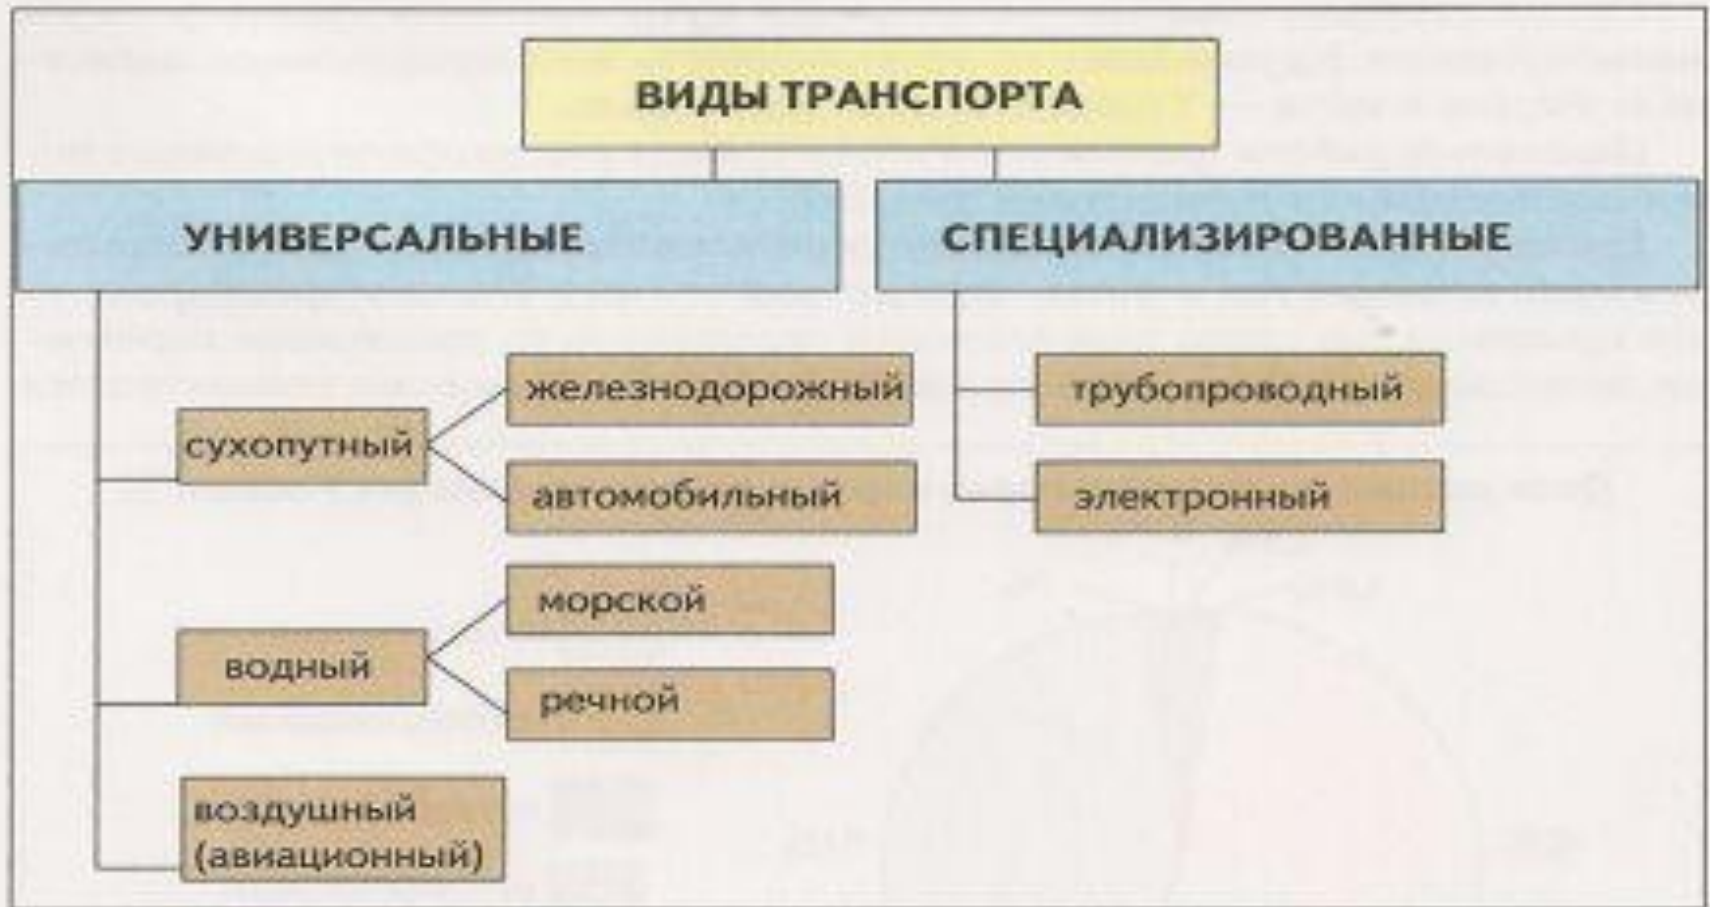 ВИДЫ ТРАНСПОРТА
УНИВЕРСАЛЬНЫЕ
СПЕЦИАЛИЗИРОВАННЫЕ
сухопутный
железнодорожный
автомобильный
водный
морской
речной
воздушный
(авиационный)
трубопроводный
электронный